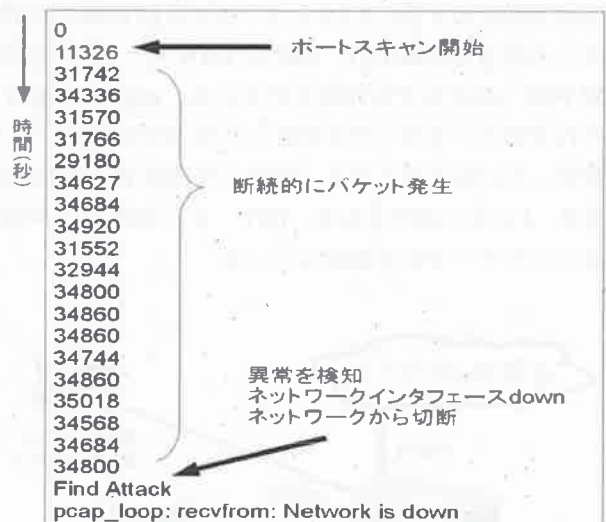 0
11326
ポートスキャン開始
31742
34336
31570
31766
29180
34627
34684
34920
31552
32944
34800
34860
34860
34744
34860
35018
34568
34684
34800
時間(秒)
断続的にパケット発生
異常を検知
ネットワークインタフェースdown
ネットワークから切断
Find Attack
pcap_loop: recvfrom: Network is down